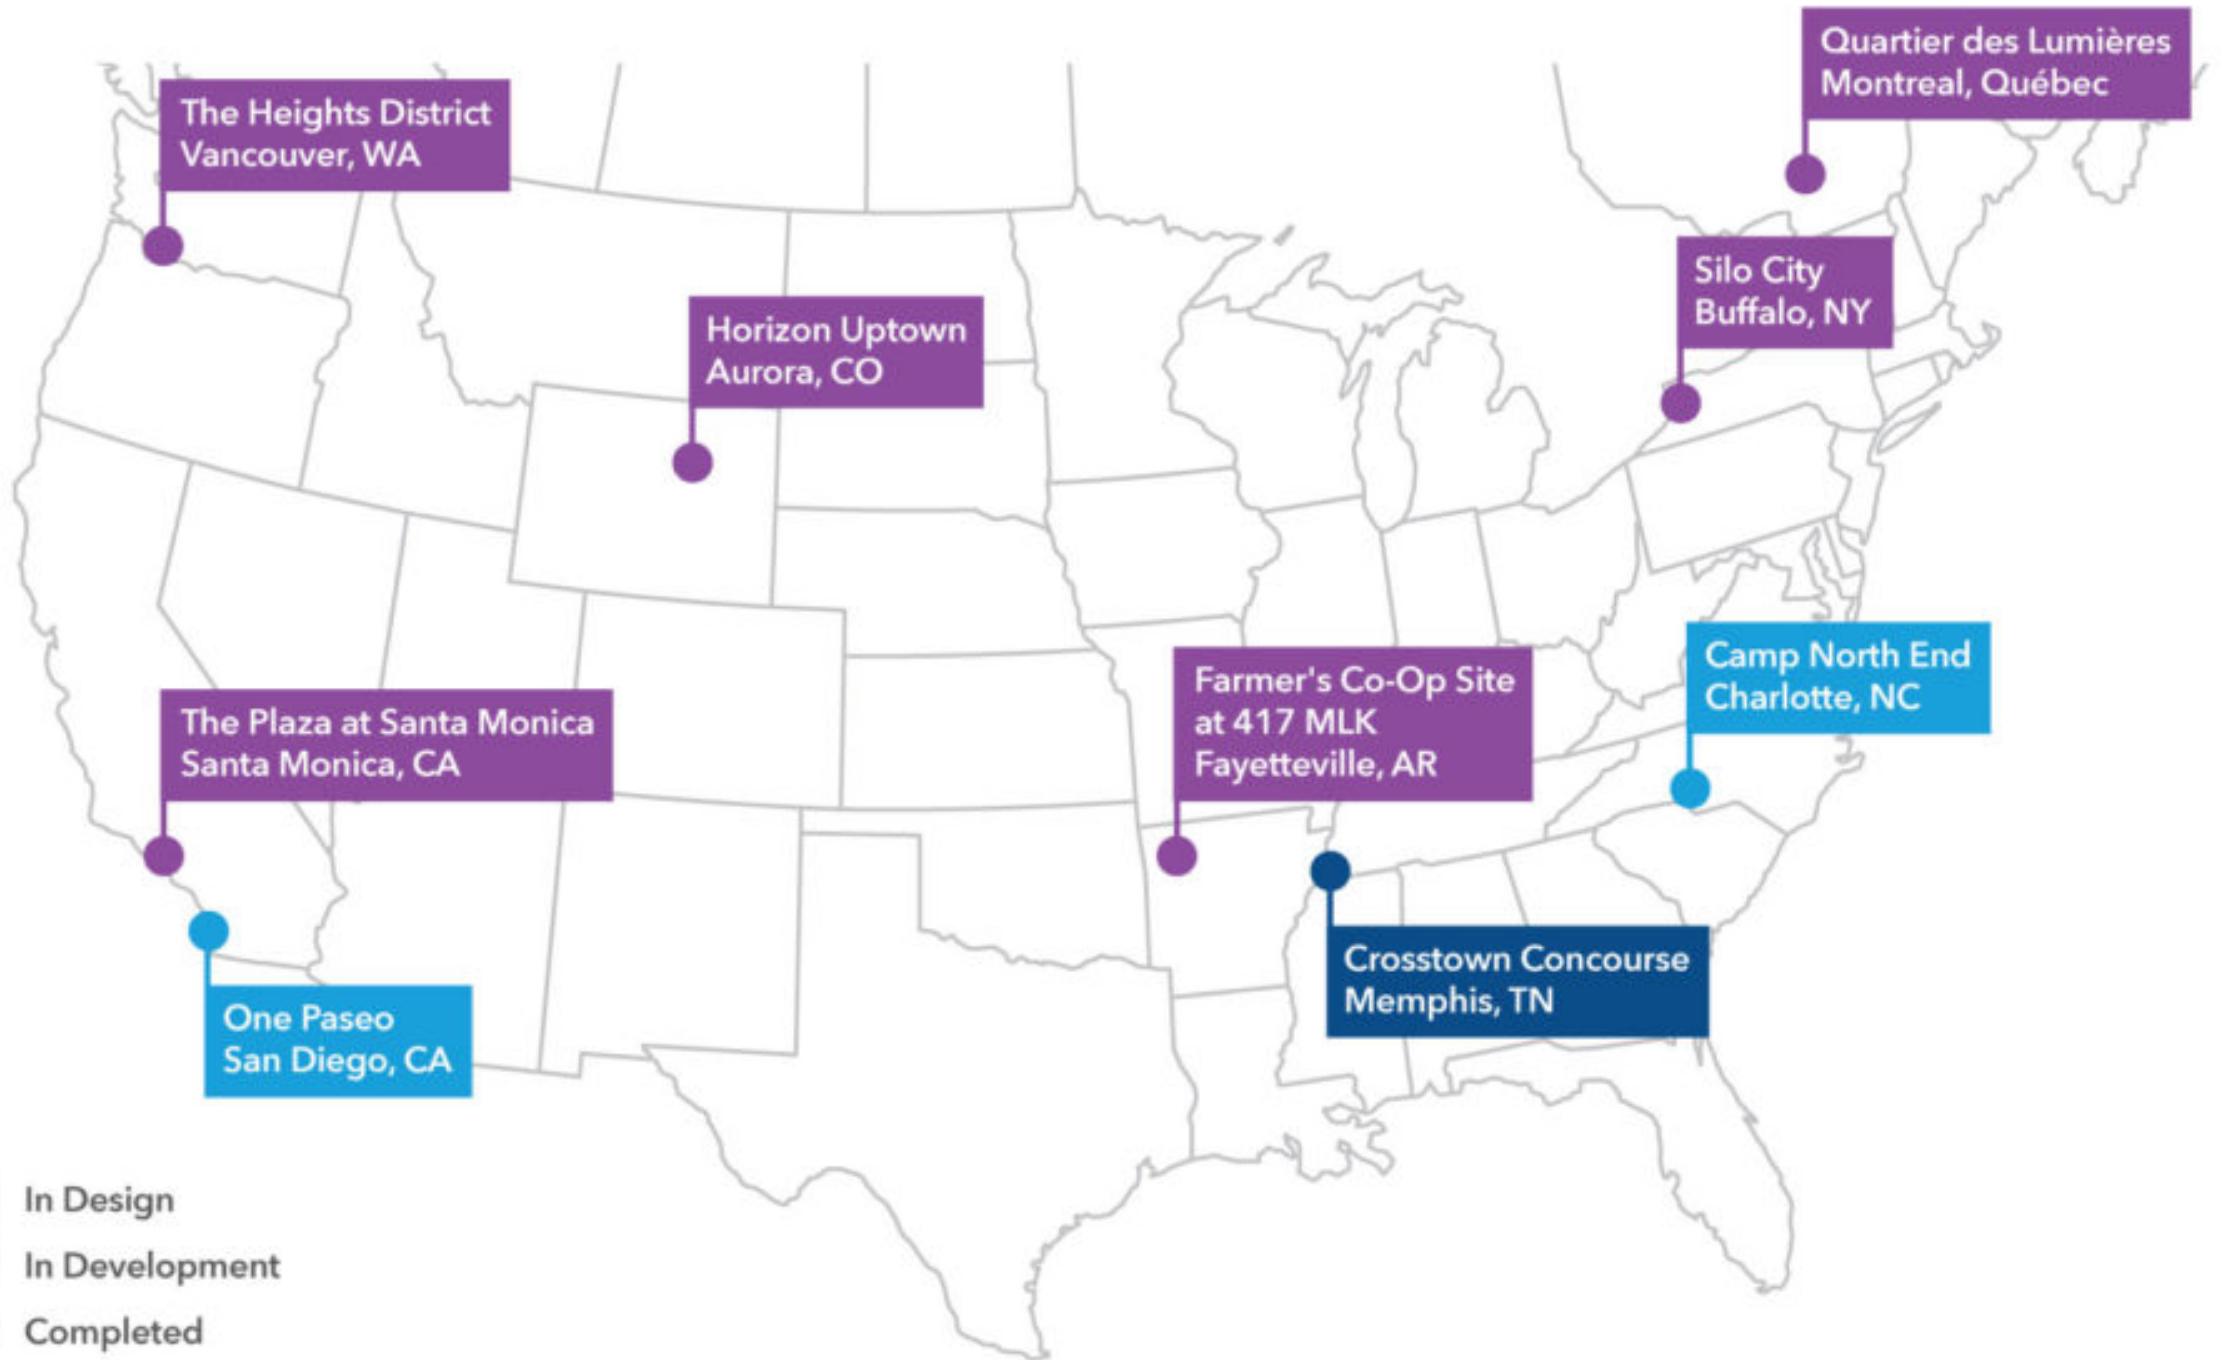 Quartier des Lumières
Montreal, Québec
The Heights District
Vancouver, WA
Silo City
Buffalo, NY
Horizon Uptown
Aurora, CO
Camp North End
Charlotte, NC
Farmer's Co-Op Site
at 417 MLK
Fayetteville, AR
The Plaza at Santa Monica
Santa Monica, CA
Crosstown Concourse
Memphis, TN
One Paseo
San Diego, CA
In Design
In Development
Completed